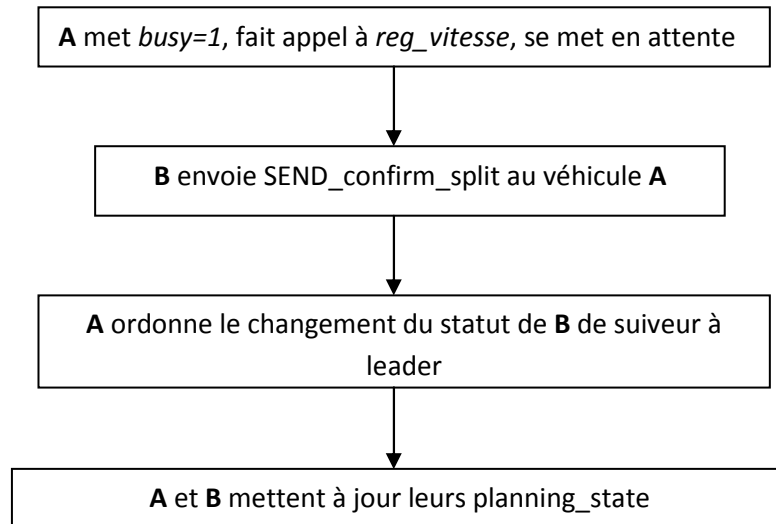 A met busy=1, fait appel à reg_vitesse, se met en attente
B envoie SEND_confirm_split au véhicule A
A ordonne le changement du statut de B de suiveur à
leader
A et B mettent à jour leurs planning_state